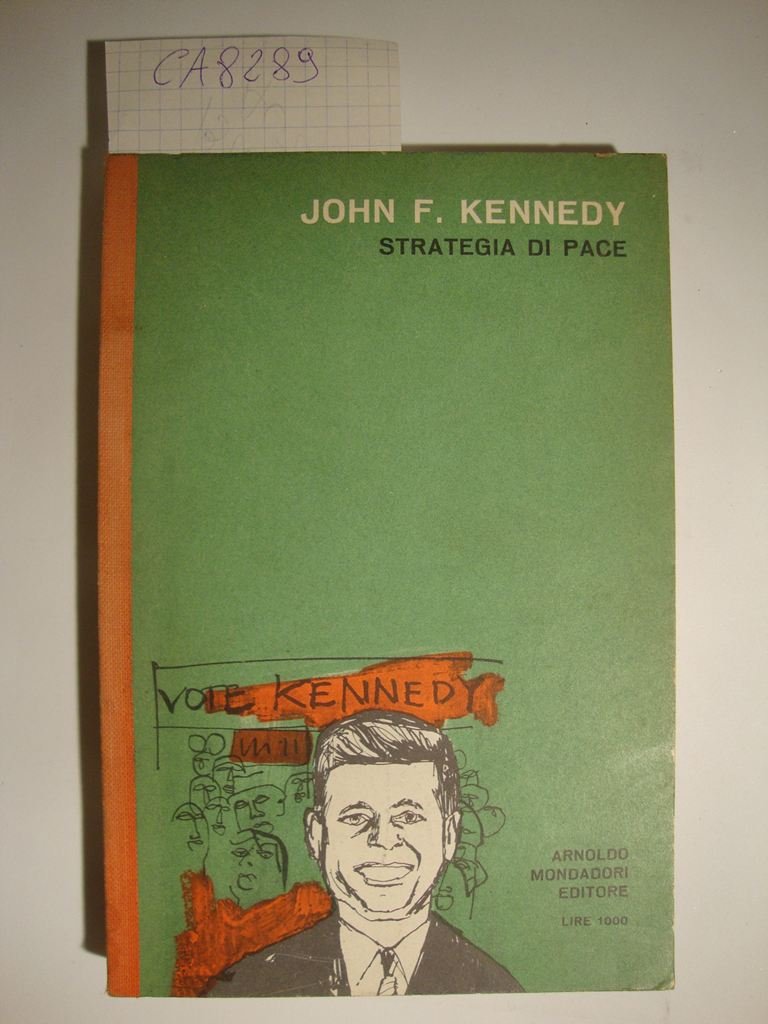 CA8289
JOHN F. KENNEDY
STRATEGIA DI PACE
VOTE KENNEDY
ARNOLDO
MONDADORI
EDITORE
LIRE 1000